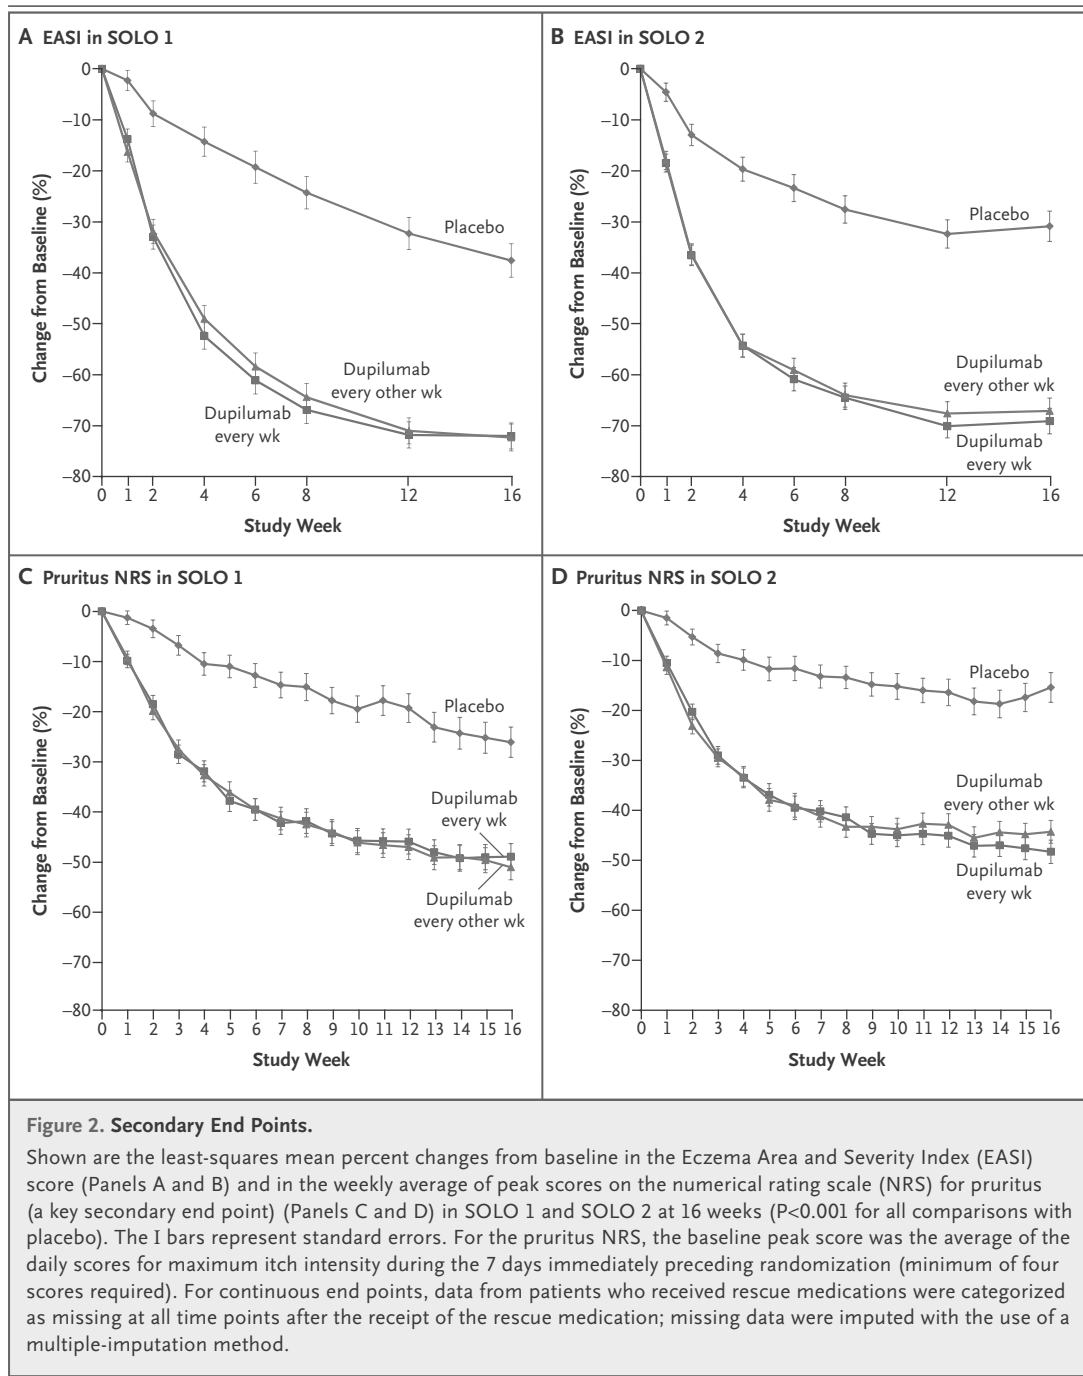 A EASI in SOLO 1
0
−10
−20
−30
−40
−50
−60
−70
−80
Change from Baseline (%)
Placebo
Dupilumab
every other wk
Dupilumab
every wk
0 1 2 4 6 8 12 16
Study Week
B EASI in SOLO 2
0
−10
−20
−30
−40
−50
−60
−70
−80
Change from Baseline (%)
Placebo
Dupilumab
every other wk
Dupilumab
every wk
0 1 2 4 6 8 12 16
Study Week
C Pruritus NRS in SOLO 1
0
−10
−20
−30
−40
−50
−60
−70
−80
Change from Baseline (%)
Placebo
Dupilumab
every wk
Dupilumab
every other wk
0 1 2 3 4 5 6 7 8 9 10 11 12 13 14 15 16
Study Week
D Pruritus NRS in SOLO 2
0
−10
−20
−30
−40
−50
−60
−70
−80
Change from Baseline (%)
Placebo
Dupilumab
every other wk
Dupilumab
every wk
0 1 2 3 4 5 6 7 8 9 10 11 12 13 14 15 16
Study Week
Figure 2. Secondary End Points.
Shown are the least-squares mean percent changes from baseline in the Eczema Area and Severity Index (EASI)
score (Panels A and B) and in the weekly average of peak scores on the numerical rating scale (NRS) for pruritus
(a key secondary end point) (Panels C and D) in SOLO 1 and SOLO 2 at 16 weeks (P<0.001 for all comparisons with
placebo). The I bars represent standard errors. For the pruritus NRS, the baseline peak score was the average of the
daily scores for maximum itch intensity during the 7 days immediately preceding randomization (minimum of four
scores required). For continuous end points, data from patients who received rescue medications were categorized
as missing at all time points after the receipt of the rescue medication; missing data were imputed with the use of a
multiple-imputation method.